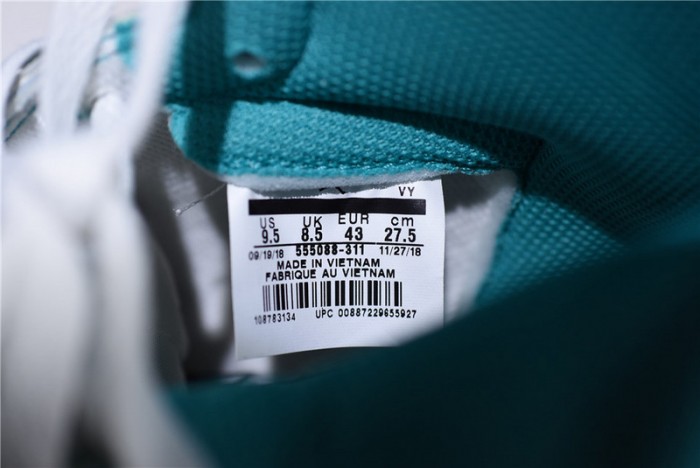 VY
US UK EUR cm
9.5 8.5 43 27.5
09/19/18 555088-311 11/27/18
MADE IN VIETNAM
FABRIQUE AU VIETNAM
108783134 UPC 00887229655927